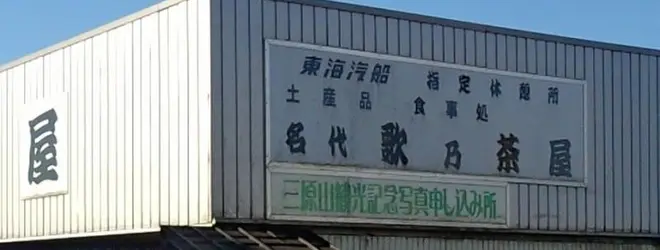 屋
東海汽船 指定休憩所
土産品 食事処
名代 歌乃茶屋
三原山観光記念写真申し込み所